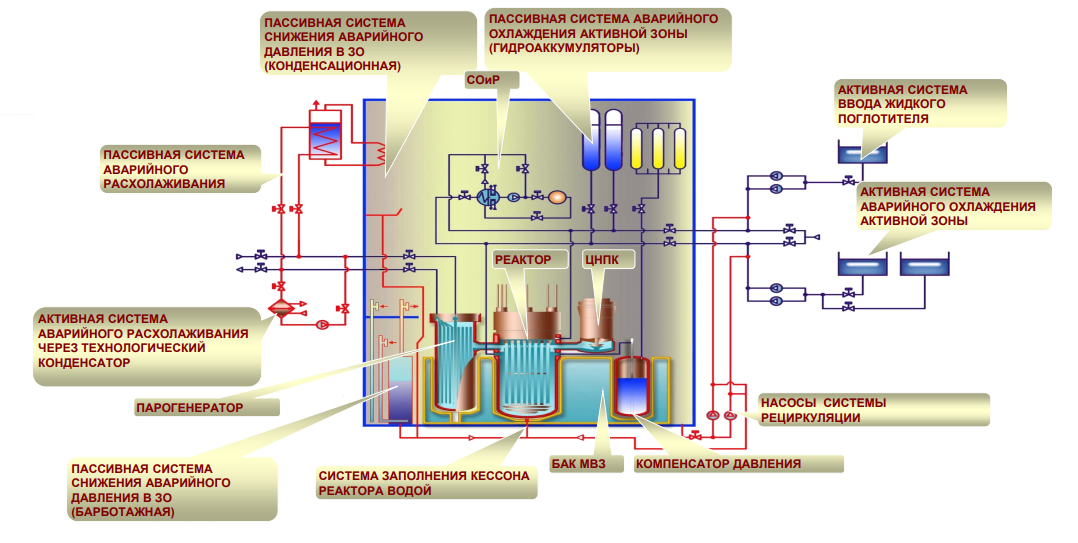 ПАССИВНАЯ СИСТЕМА
СНИЖЕНИЯ АВАРИЙНОГО
ДАВЛЕНИЯ В ЗО
(КОНДЕНСАЦИОННАЯ)
ПАССИВНАЯ СИСТЕМА АВАРИЙНОГО
ОХЛАЖДЕНИЯ АКТИВНОЙ ЗОНЫ
(ГИДРОАККУМУЛЯТОРЫ)
СОиР
АКТИВНАЯ СИСТЕМА
ВВОДА ЖИДКОГО
ПОГЛОТИТЕЛЯ
ПАССИВНАЯ СИСТЕМА
АВАРИЙНОГО
РАСХОЛАЖИВАНИЯ
АКТИВНАЯ СИСТЕМА
АВАРИЙНОГО ОХЛАЖДЕНИЯ
АКТИВНОЙ ЗОНЫ
РЕАКТОР
ЦНПК
АКТИВНАЯ СИСТЕМА
АВАРИЙНОГО РАСХОЛАЖИВАНИЯ
ЧЕРЕЗ ТЕХНОЛОГИЧЕСКИЙ
КОНДЕНСАТОР
ПАРОГЕНЕРАТОР
НАСОСЫ СИСТЕМЫ
РЕЦИРКУЛЯЦИИ
ПАССИВНАЯ СИСТЕМА
СНИЖЕНИЯ АВАРИЙНОГО
ДАВЛЕНИЯ В ЗО
(БАРБОТАЖНАЯ)
СИСТЕМА ЗАПОЛНЕНИЯ КЕССОНА
РЕАКТОРА ВОДОЙ
БАК МВЗ
КОМПЕНСАТОР ДАВЛЕНИЯ